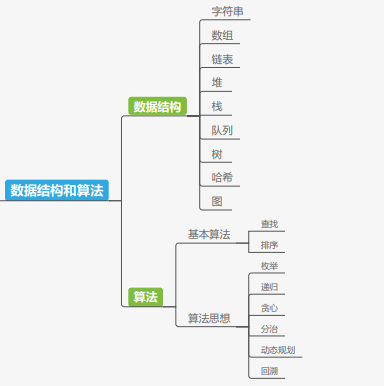 数据结构和算法
数据结构
字符串
数组
链表
堆
栈
队列
树
哈希
图
算法
基本算法
查找
排序
算法思想
枚举
递归
贪心
分治
动态规划
回溯